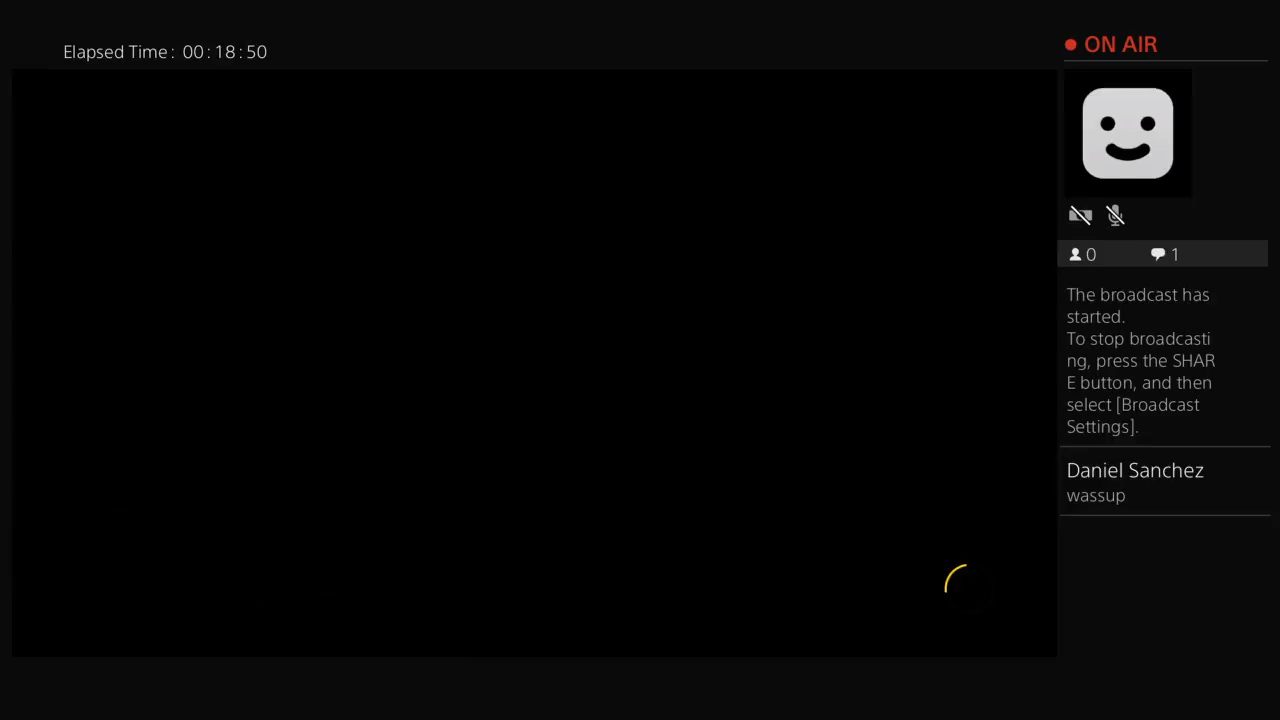 Elapsed Time: 00:18:50
ON AIR
0 1
The broadcast has
started.
To stop broadcasti
ng, press the SHAR
E button, and then
select [Broadcast
Settings].
Daniel Sanchez
wassup